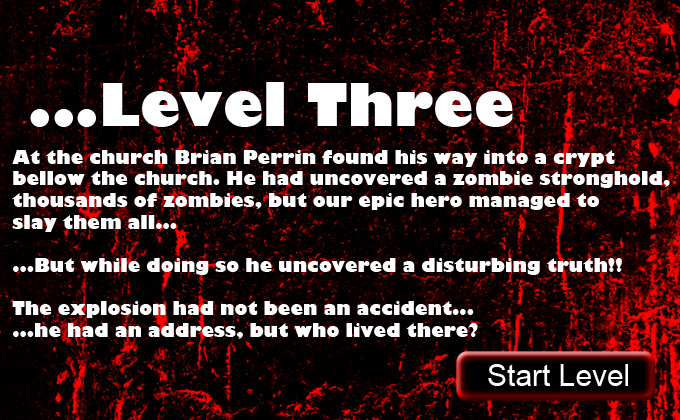 ...Level Three
At the church Brian Perrin found his way into a crypt
bellow the church. He had uncovered a zombie stronghold,
thousands of zombies, but our epic hero managed to
slay them all...
...But while doing so he uncovered a disturbing truth!!
The explosion had not been an accident...
...he had an address, but who lived there?
Start Level